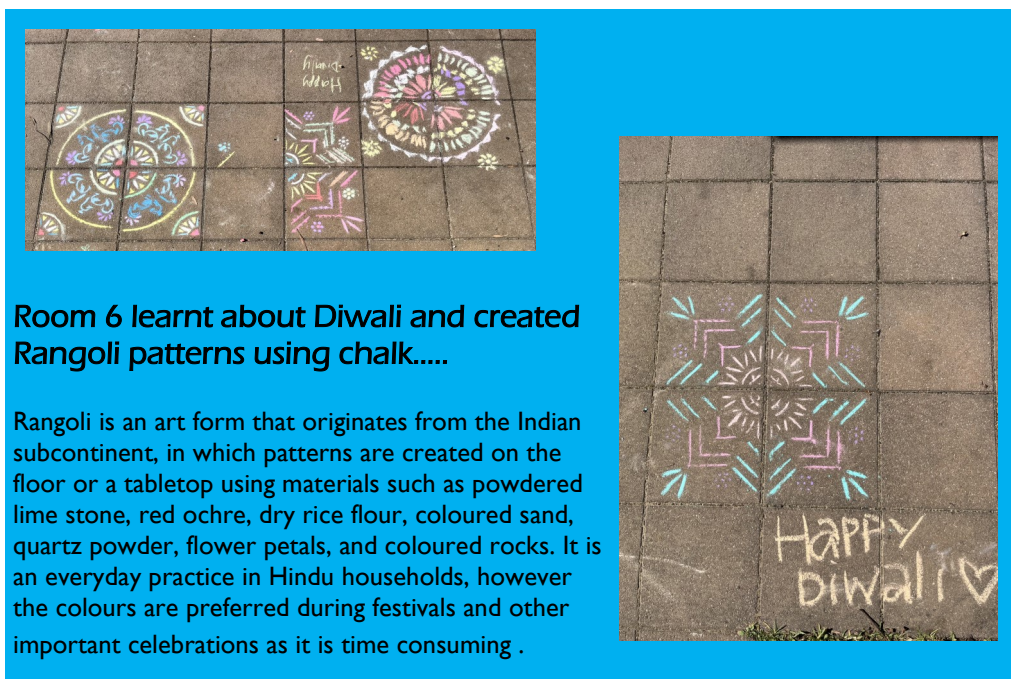 Happy
Diwaly
Room 6 learnt about Diwali and created
Rangoli patterns using chalk.....
Rangoli is an art form that originates from the Indian
subcontinent, in which patterns are created on the
floor or a tabletop using materials such as powdered
lime stone, red ochre, dry rice flour, coloured sand,
quartz powder, flower petals, and coloured rocks. It is
an everyday practice in Hindu households, however
the colours are preferred during festivals and other
important celebrations as it is time consuming .
Happy
Diwali